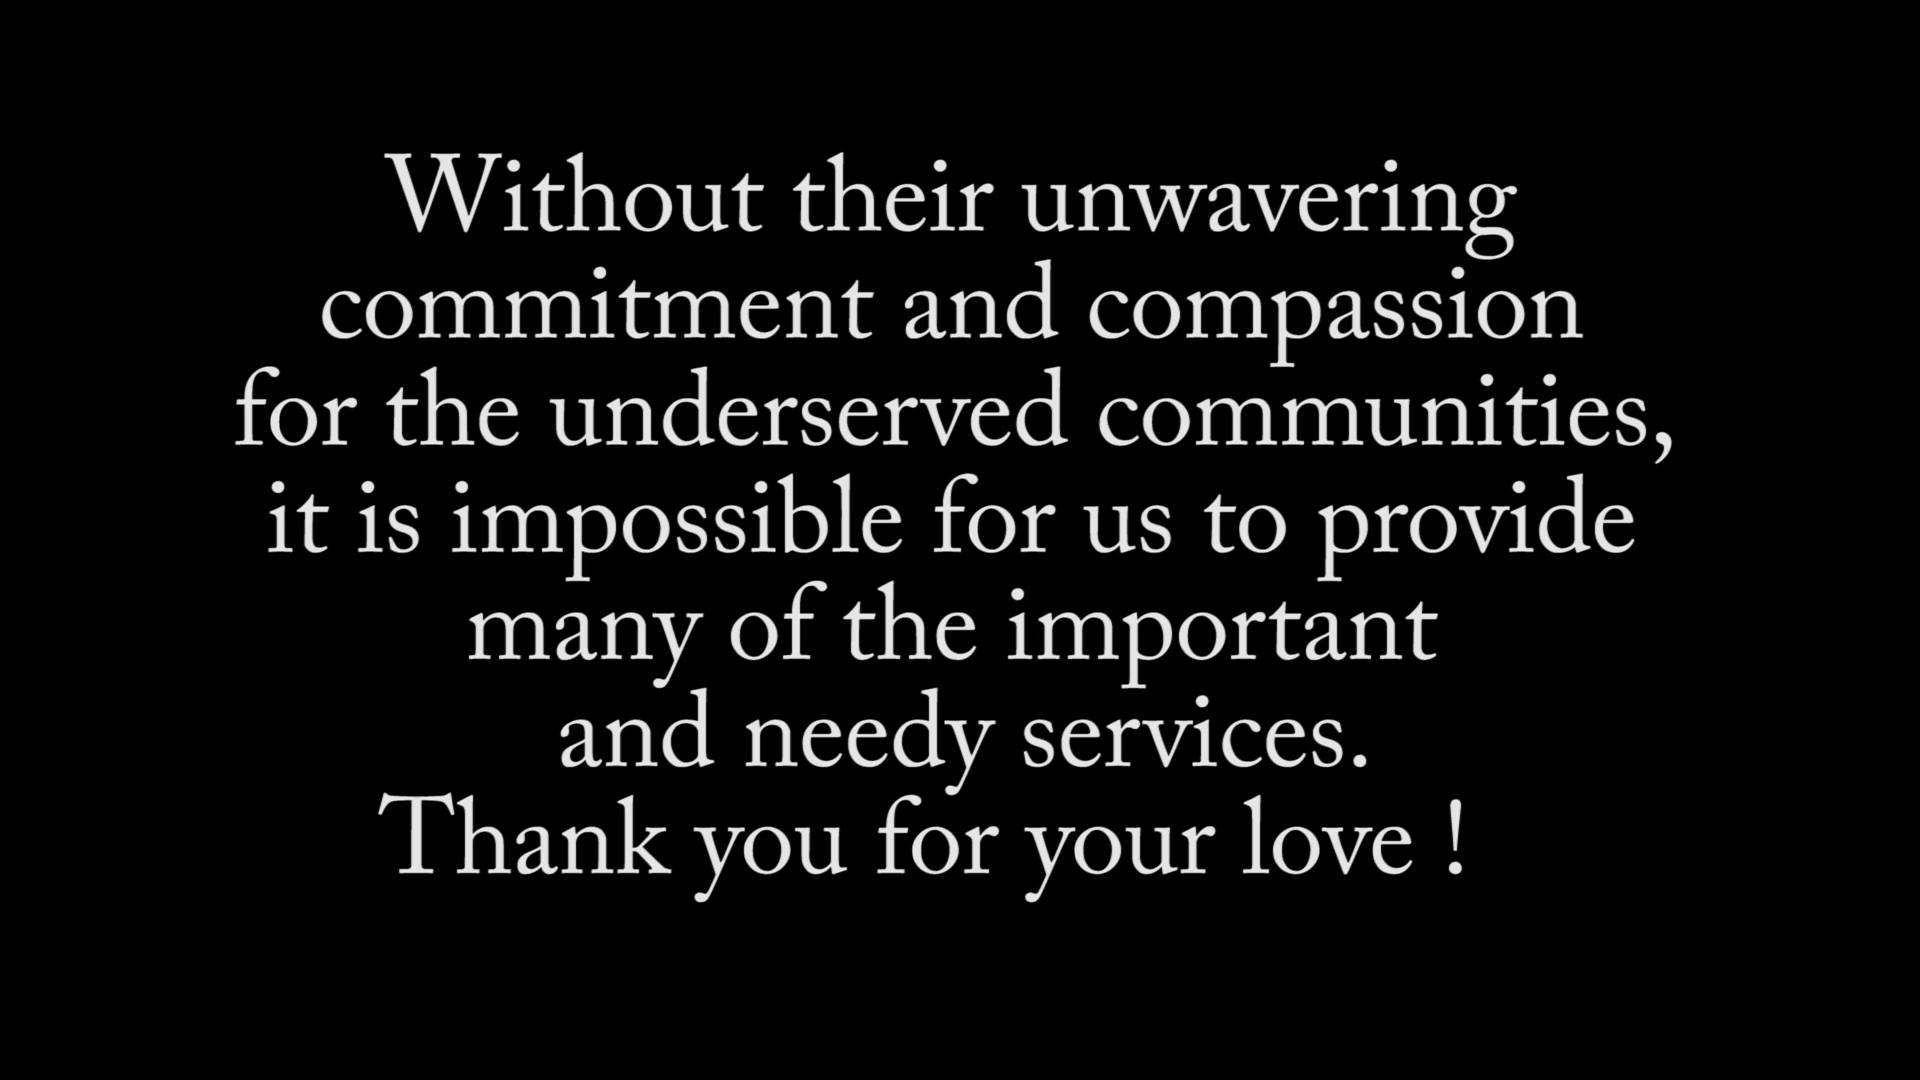 Without their unwavering
commitment and compassion
for the underserved communities,
it is impossible for us to provide
many of the important
and needy services.
Thank you for your love !